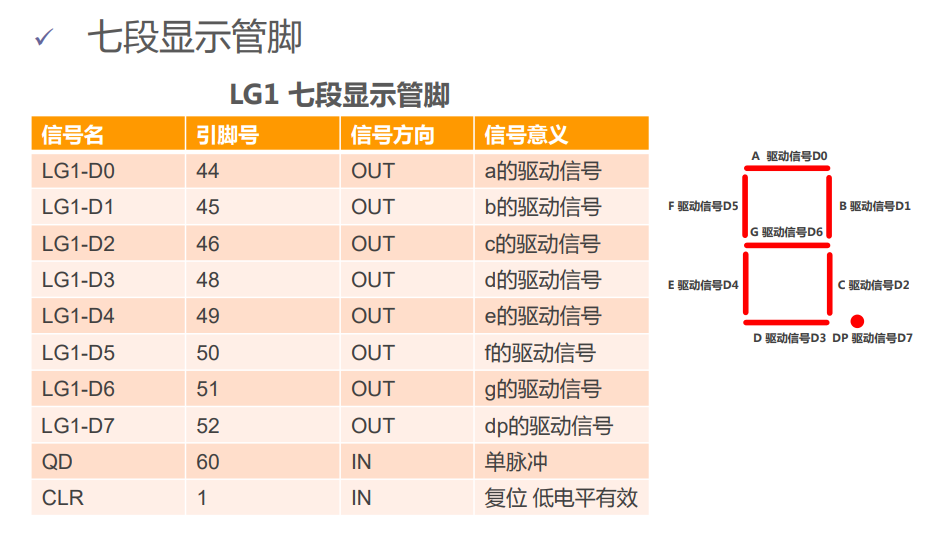 七段显示管脚
LG1 七段显示管脚
信号名 引脚号 信号方向 信号意义
LG1-D0 44 OUT a的驱动信号
LG1-D1 45 OUT b的驱动信号
LG1-D2 46 OUT c的驱动信号
LG1-D3 48 OUT d的驱动信号
LG1-D4 49 OUT e的驱动信号
LG1-D5 50 OUT f的驱动信号
LG1-D6 51 OUT g的驱动信号
LG1-D7 52 OUT dp的驱动信号
QD 60 IN 单脉冲
CLR 1 IN 复位 低电平有效
A 驱动信号D0
F 驱动信号D5 B 驱动信号D1
G 驱动信号D6
E 驱动信号D4 C 驱动信号D2
D 驱动信号D3 DP 驱动信号D7